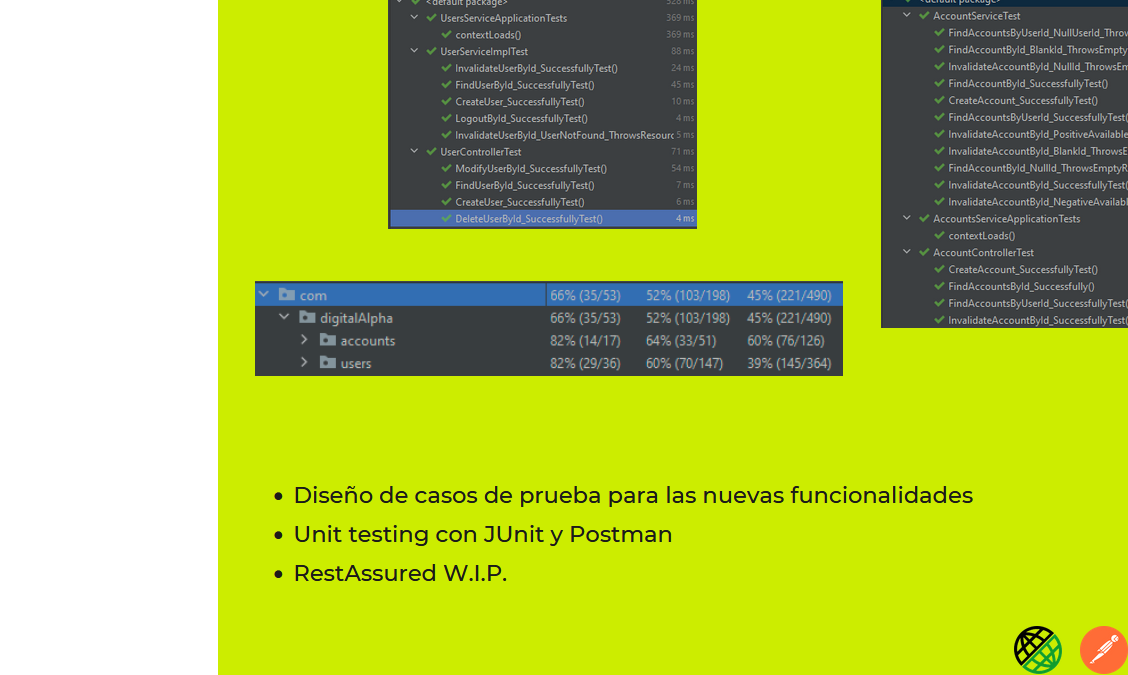 <default package> 528 ms
UsersServiceApplicationTests 369 ms
contextLoads() 369 ms
UserServiceImplTest 88 ms
InvalidateUserById_SuccessfullyTest() 24 ms
FindUserById_SuccessfullyTest() 45 ms
CreateUser_SuccessfullyTest() 10 ms
LogoutById_SuccessfullyTest() 4 ms
InvalidateUserById_UserNotFound_ThrowsResourc 5 ms
UserControllerTest 71 ms
ModifyUserById_SuccessfullyTest() 54 ms
FindUserById_SuccessfullyTest() 7 ms
CreateUser_SuccessfullyTest() 6 ms
DeleteUserById_SuccessfullyTest() 4 ms
<default package>
AccountServiceTest
FindAccountsByUserId_NullUserId_Throw
FindAccountById_BlankId_ThrowsEmpty
InvalidateAccountById_NullId_ThrowsEm
FindAccountById_SuccessfullyTest()
CreateAccount_SuccessfullyTest()
FindAccountsByUserId_SuccessfullyTest(
InvalidateAccountById_PositiveAvailable
InvalidateAccountById_BlankId_ThrowsE
FindAccountById_NullId_ThrowsEmptyR
InvalidateAccountById_SuccessfullyTest(
InvalidateAccountById_NegativeAvailabl
AccountsServiceApplicationTests
contextLoads()
AccountControllerTest
CreateAccount_SuccessfullyTest()
FindAccountsById_Successfully()
FindAccountsByUserId_SuccessfullyTest(
InvalidateAccountById_SuccessfullyTest(
com 66% (35/53) 52% (103/198) 45% (221/490)
digitalAlpha 66% (35/53) 52% (103/198) 45% (221/490)
accounts 82% (14/17) 64% (33/51) 60% (76/126)
users 82% (29/36) 60% (70/147) 39% (145/364)
• Diseño de casos de prueba para las nuevas funcionalidades
• Unit testing con JUnit y Postman
• RestAssured W.I.P.